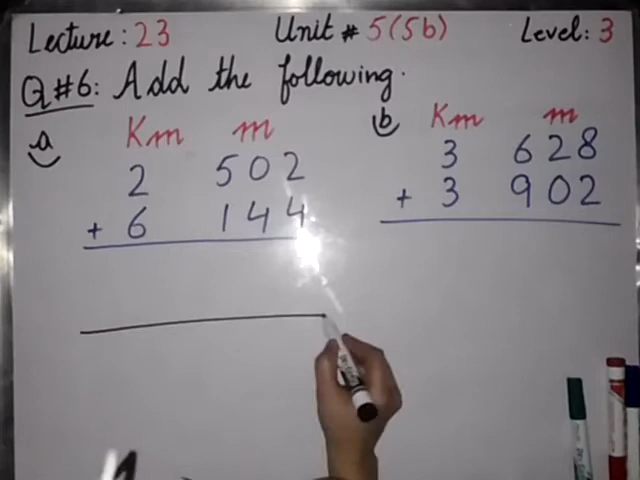 Lecture: 23 Unit # 5(5b) Level: 3
Q#6: Add the following.
a Km m
2 502
+ 6 144
b Km m
3 628
+ 3 902